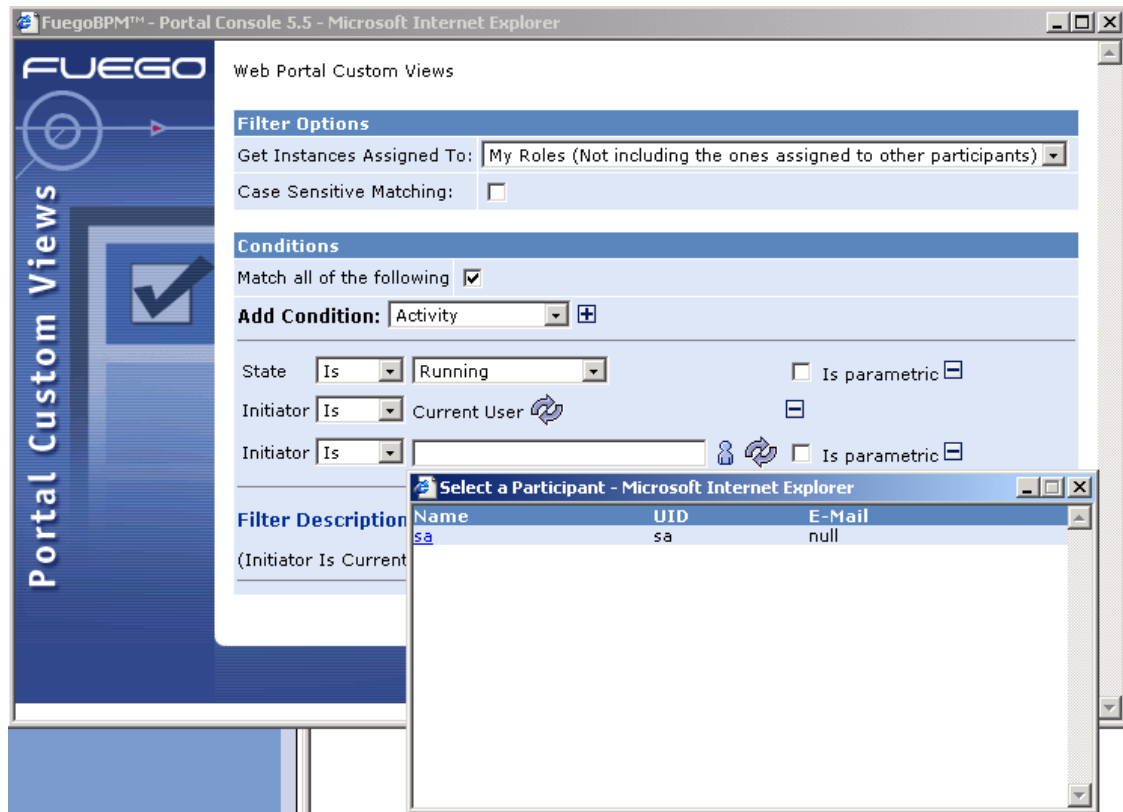 FuegoBPM™ - Portal Console 5.5 - Microsoft Internet Explorer
FUEGO
Portal Custom Views
Web Portal Custom Views
Filter Options
Get Instances Assigned To: My Roles (Not including the ones assigned to other participants)
Case Sensitive Matching:
Conditions
Match all of the following
Add Condition: Activity
State Is Running Is parametric
Initiator Is Current User
Initiator Is Is parametric
Filter Description
(Initiator Is Current
Select a Participant - Microsoft Internet Explorer
Name UID E-Mail
sa sa null